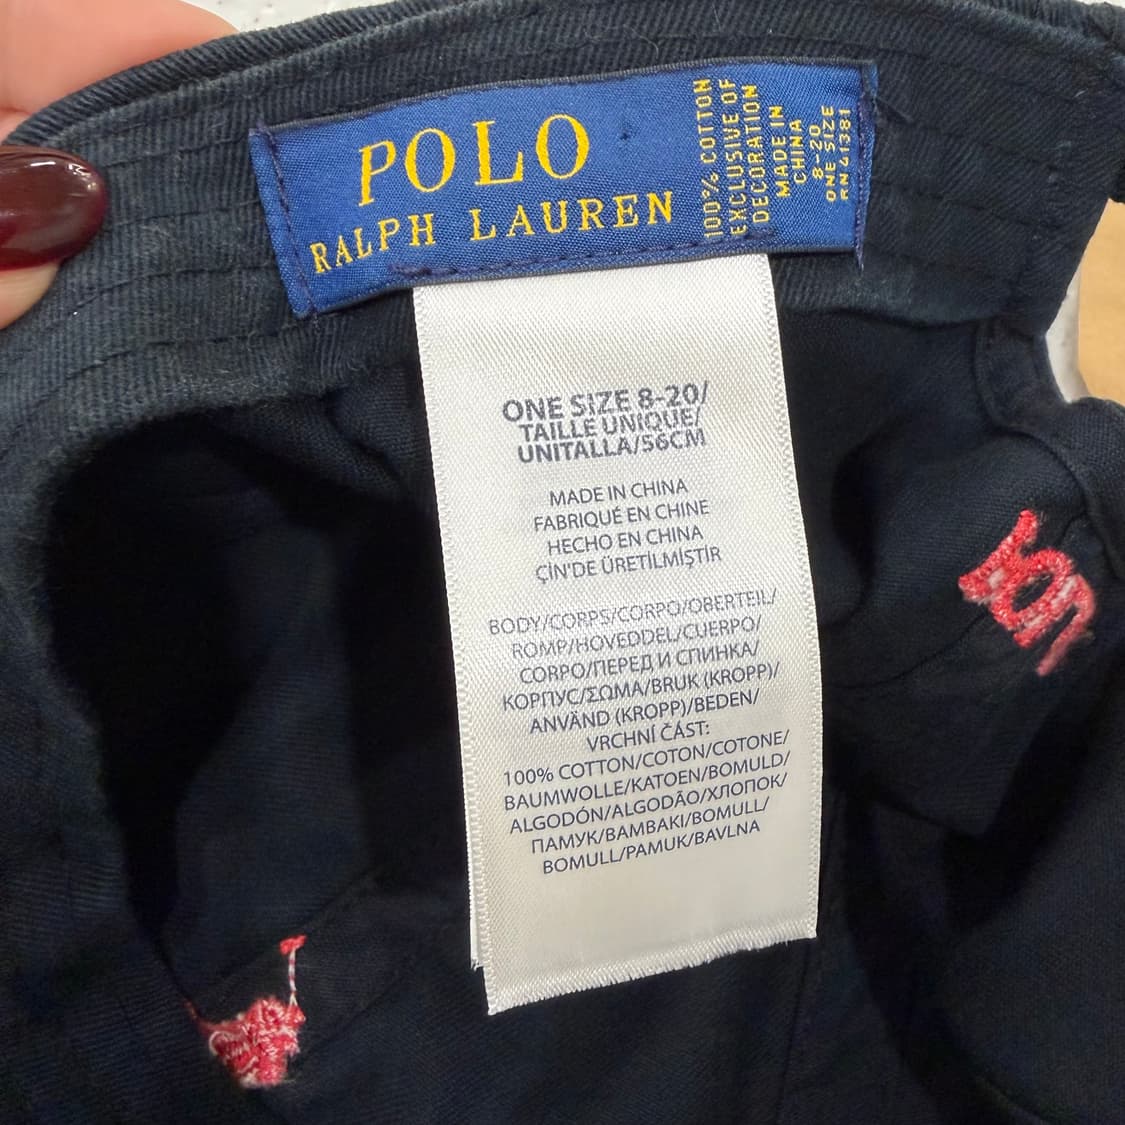 POLO
RALPH LAUREN
100% COTTON
EXCLUSIVE OF
DECORATION
MADE IN
CHINA
8-20
ONE SIZE
RN41381
ONE SIZE 8-20/
TAILLE UNIQUE/
UNITALLA/56CM
MADE IN CHINA
FABRIQUÉ EN CHINE
HECHO EN CHINA
ÇİN'DE ÜRETİLMİŞTİR
BODY/CORPS/CORPO/OBERTEIL/
ROMP/HOVEDDEL/CUERPO/
CORPO/ПЕРЕД И СПИНКА/
КОРПУС/ΣΩΜΑ/BRUK (KROPP)/
ANVÄND (KROPP)/BEDEN/
VRCHNÍ ČÁST:
100% COTTON/COTON/COTONE/
BAUMWOLLE/KATOEN/BOMULD/
ALGODÓN/ALGODÃO/ХЛОПОК/
ПАМУК/ΒΑΜΒΑΚΙ/BOMULL/
BOMULL/PAMUK/BAVLNA